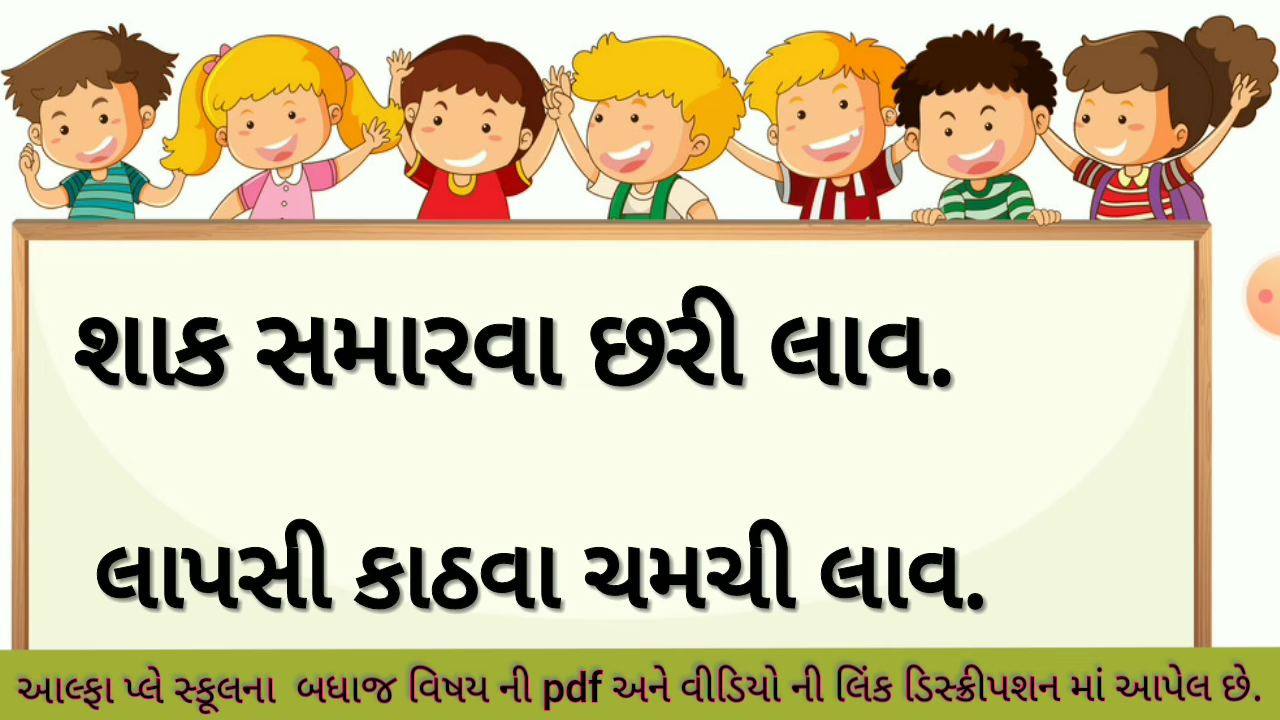 શાક સમારવા છરી લાવ.
લાપસી કાઠવા ચમચી લાવ.
આલ્ફા પ્લે સ્કૂલના બધાજ વિષય ની pdf અને વીડિયો ની લિંક ડિસ્ક્રીપશન માં આપેલ છે.